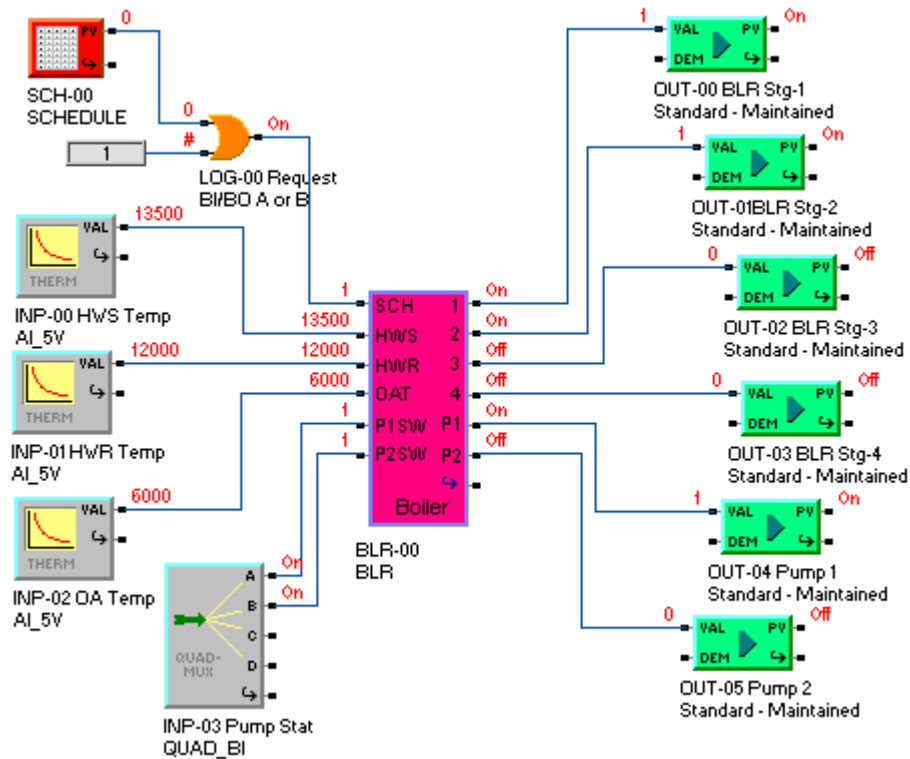 0
PV
SCH-00
SCHEDULE
1
0
#
On
LOG-00 Request
BI/BO A or B
VAL
13500
THERM
INP-00 HWS Temp
AI_5V
VAL
12000
THERM
INP-01HWR Temp
AI_5V
VAL
6000
THERM
INP-02 OA Temp
AI_5V
On
On
A
B
C
D
QUAD-
MUX
INP-03 Pump Stat
QUAD_BI
1
SCH 1
On
13500
HWS 2
On
12000
HWR 3
Off
6000
OAT 4
Off
1
P1SW P1
On
1
P2SW P2
Off
Boiler
BLR-00
BLR
1
VAL PV
On
DEM
OUT-00 BLR Stg-1
Standard - Maintained
1
VAL PV
On
DEM
OUT-01BLR Stg-2
Standard - Maintained
0
VAL PV
Off
DEM
OUT-02 BLR Stg-3
Standard - Maintained
0
VAL PV
Off
DEM
OUT-03 BLR Stg-4
Standard - Maintained
1
VAL PV
On
DEM
OUT-04 Pump 1
Standard - Maintained
0
VAL PV
Off
DEM
OUT-05 Pump 2
Standard - Maintained